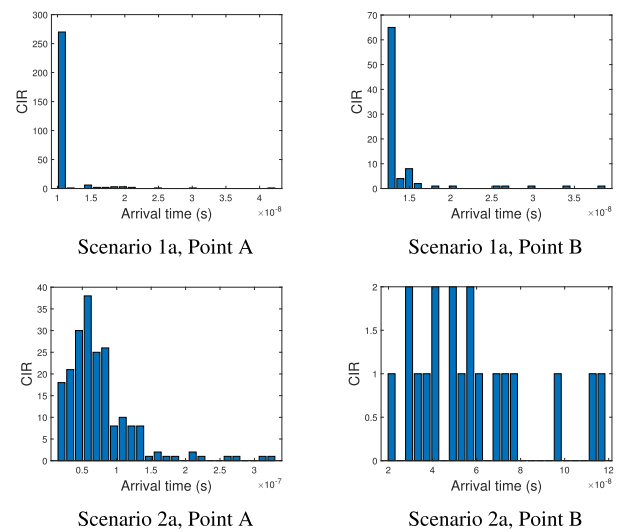 300
250
200
150
100
50
0
CIR
1 1.5 2 2.5 3 3.5 4
Arrival time (s)
×10-8
Scenario 1a, Point A
70
60
50
40
30
20
10
0
CIR
1.5 2 2.5 3 3.5
Arrival time (s)
×10-8
Scenario 1a, Point B
40
35
30
25
20
15
10
5
0
CIR
0.5 1 1.5 2 2.5 3
Arrival time (s)
×10-7
Scenario 2a, Point A
2
1.5
1
0.5
0
CIR
2 4 6 8 10 12
Arrival time (s)
×10-8
Scenario 2a, Point B